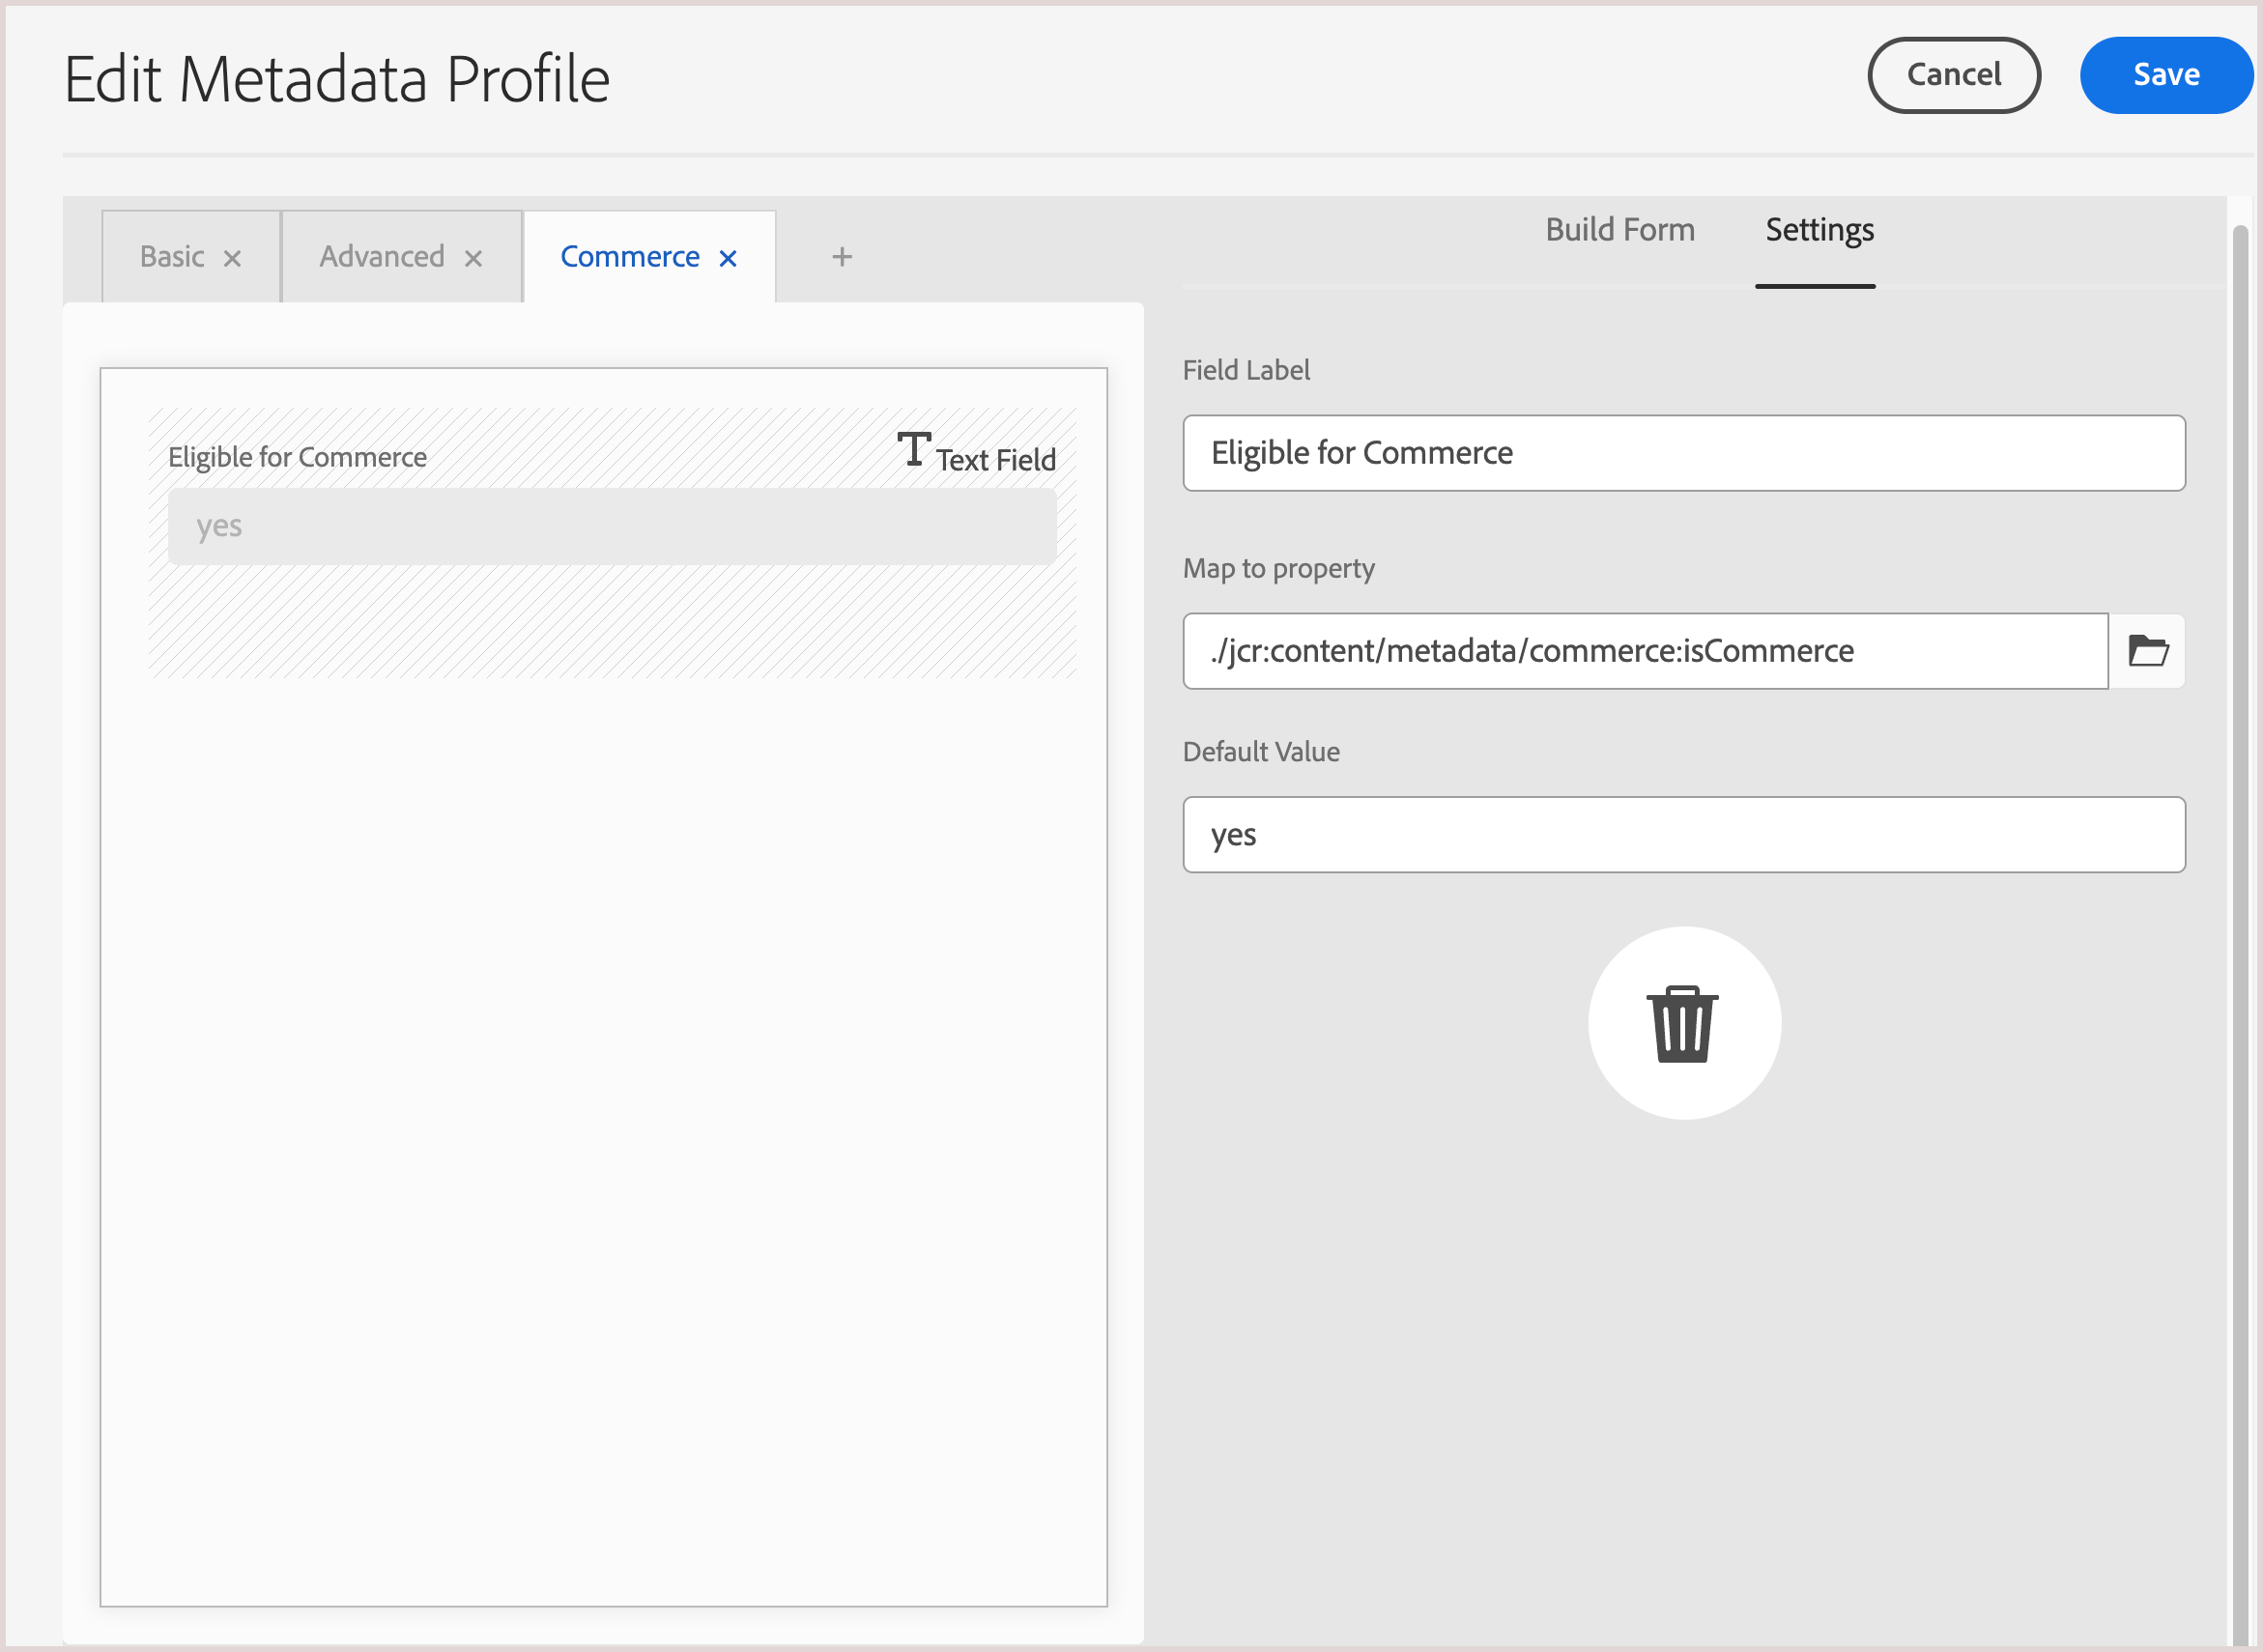 Edit Metadata Profile
Cancel
Save
Basic
Advanced
Commerce
Build Form
Settings
Eligible for Commerce
Text Field
yes
Field Label
Eligible for Commerce
Map to property
./jcr:content/metadata/commerce:isCommerce
Default Value
yes